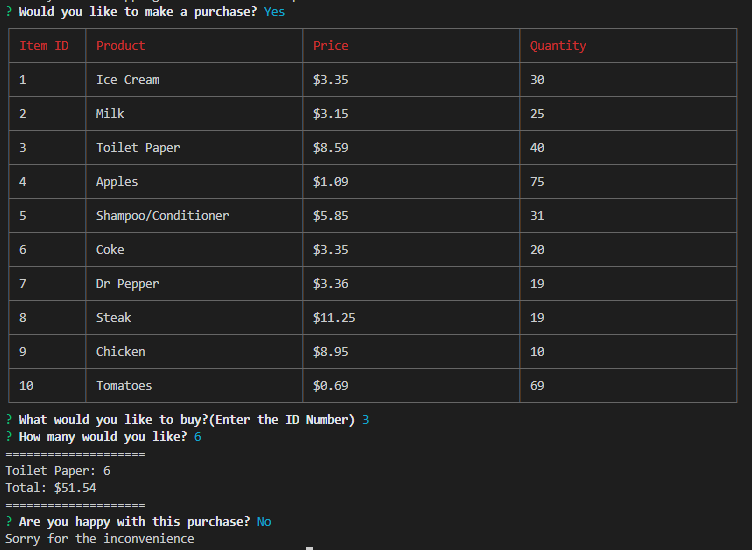 ? Would you like to make a purchase? Yes
Item ID Product Price Quantity
1 Ice Cream $3.35 30
2 Milk $3.15 25
3 Toilet Paper $8.59 40
4 Apples $1.09 75
5 Shampoo/Conditioner $5.85 31
6 Coke $3.35 20
7 Dr Pepper $3.36 19
8 Steak $11.25 19
9 Chicken $8.95 10
10 Tomatoes $0.69 69
? What would you like to buy?(Enter the ID Number) 3
? How many would you like? 6
====================
Toilet Paper: 6
Total: $51.54
====================
? Are you happy with this purchase? No
Sorry for the inconvenience